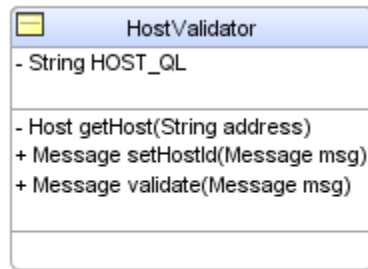 HostValidator
- String HOST_QL
- Host getHost(String address)
+ Message setHostId(Message msg)
+ Message validate(Message msg)